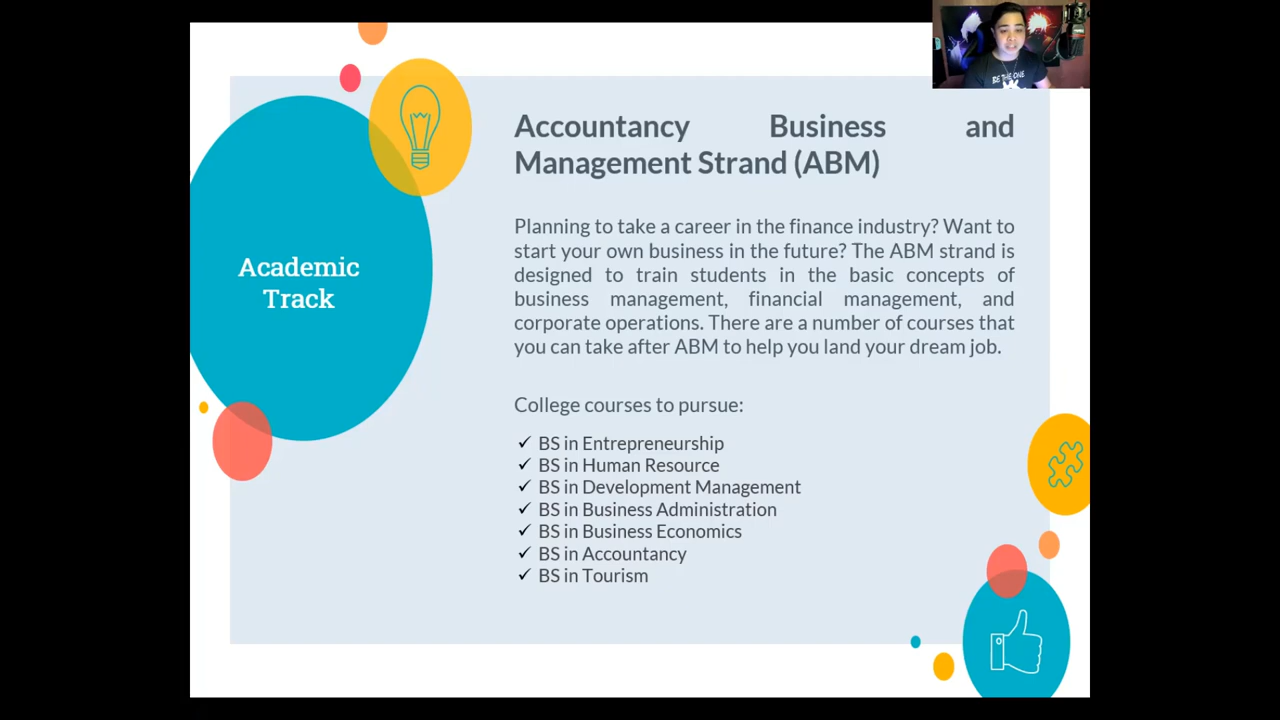 Academic
Track
Accountancy Business and
Management Strand (ABM)
Planning to take a career in the finance industry? Want to
start your own business in the future? The ABM strand is
designed to train students in the basic concepts of
business management, financial management, and
corporate operations. There are a number of courses that
you can take after ABM to help you land your dream job.
College courses to pursue:
✓ BS in Entrepreneurship
✓ BS in Human Resource
✓ BS in Development Management
✓ BS in Business Administration
✓ BS in Business Economics
✓ BS in Accountancy
✓ BS in Tourism
BE THE ONE